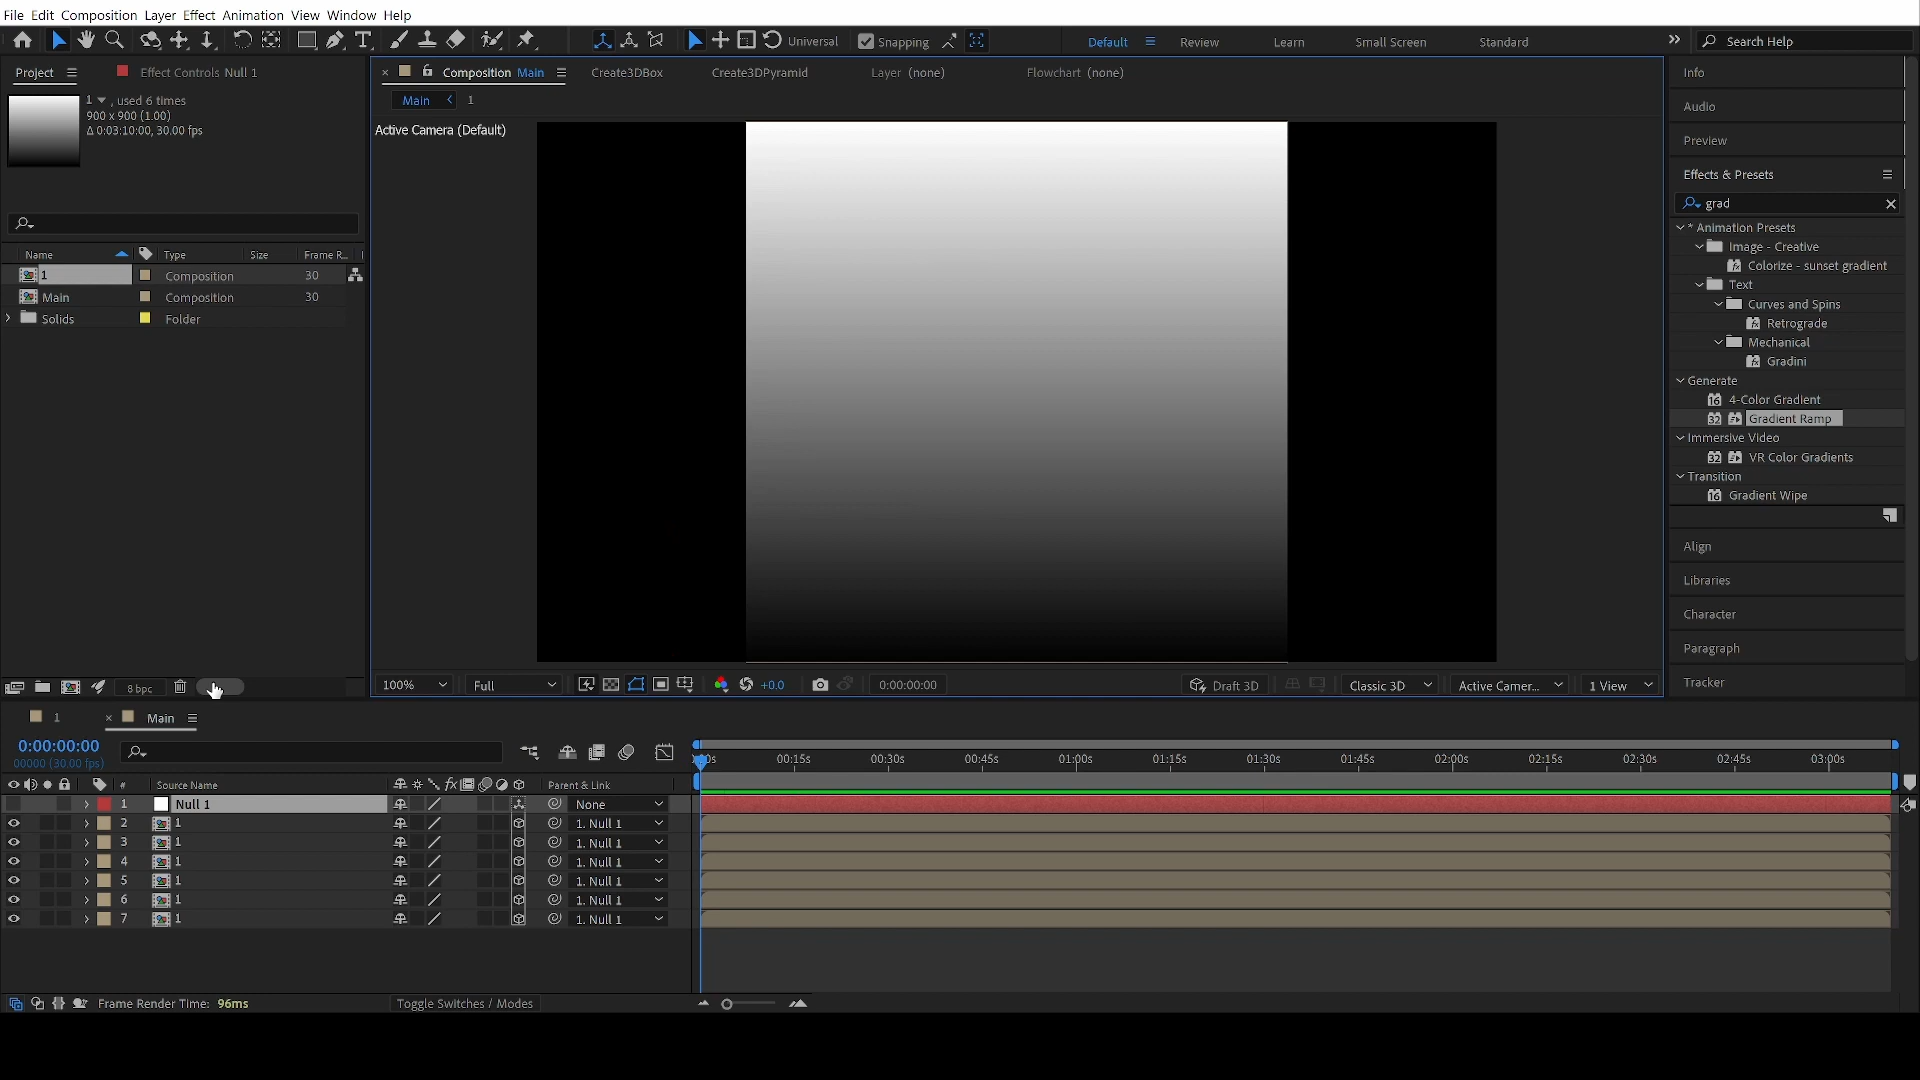 File Edit Composition Layer Effect Animation View Window Help
Universal Snapping Default Review Learn Small Screen Standard Search Help
Project Effect Controls Null 1 Composition Main Create3DBox Create3DPyramid Layer (none) Flowchart (none) Info
1 , used 6 times
900 x 900 (1.00)
Δ 0:03:10:00, 30.00 fps
Main 1
Audio
Active Camera (Default)
Preview
Effects & Presets
grad
* Animation Presets
Image - Creative
Colorize - sunset gradient
Text
Curves and Spins
Retrograde
Mechanical
Gradini
Generate
16 4-Color Gradient
32 Gradient Ramp
Immersive Video
32 VR Color Gradients
Transition
16 Gradient Wipe
Align
Libraries
Character
Paragraph
Tracker
Name Type Size Frame R...
1 Composition 30
Main Composition 30
Solids Folder
8 bpc 100% Full +0.0 0:00:00:00 Draft 3D Classic 3D Active Camer... 1 View
1 Main
0:00:00:00
00000 (30.00 fps)
00:15s 00:30s 00:45s 01:00s 01:15s 01:30s 01:45s 02:00s 02:15s 02:30s 02:45s 03:00s
# Source Name fx Parent & Link
1 Null 1 None
2 1 1. Null 1
3 1 1. Null 1
4 1 1. Null 1
5 1 1. Null 1
6 1 1. Null 1
7 1 1. Null 1
Frame Render Time: 96ms Toggle Switches / Modes